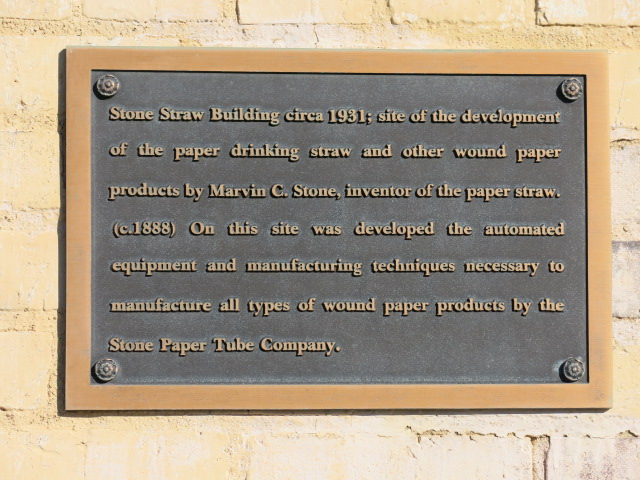 Stone Straw Building circa 1931; site of the development
of the paper drinking straw and other wound paper
products by Marvin C. Stone, inventor of the paper straw.
(c.1888) On this site was developed the automated
equipment and manufacturing techniques necessary to
manufacture all types of wound paper products by the
Stone Paper Tube Company.